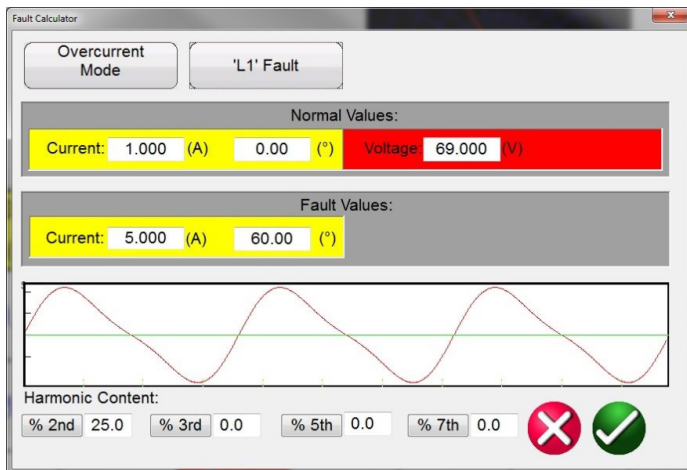 Fault Calculator
Overcurrent
Mode
'L1' Fault
Normal Values:
Current: 1.000 (A) 0.00 (°) Voltage: 69.000 (V)
Fault Values:
Current: 5.000 (A) 60.00 (°)
Harmonic Content:
% 2nd 25.0 % 3rd 0.0 % 5th 0.0 % 7th 0.0